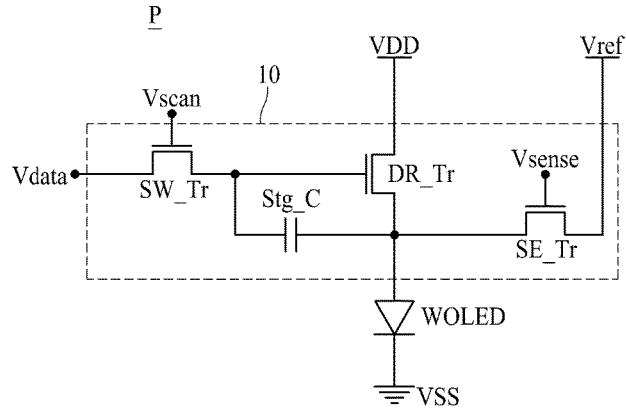 P
VDD
Vref
10
Vscan
Vsense
Vdata
SW_Tr
DR_Tr
Stg_C
SE_Tr
WOLED
VSS